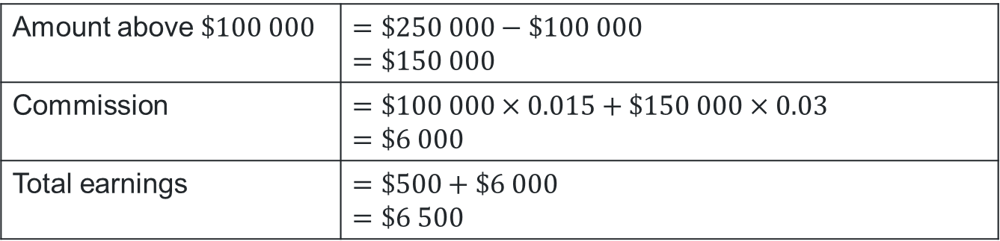 Amount above $100 000
= $250 000 − $100 000
= $150 000
Commission
= $100 000 × 0.015 + $150 000 × 0.03
= $6 000
Total earnings
= $500 + $6 000
= $6 500